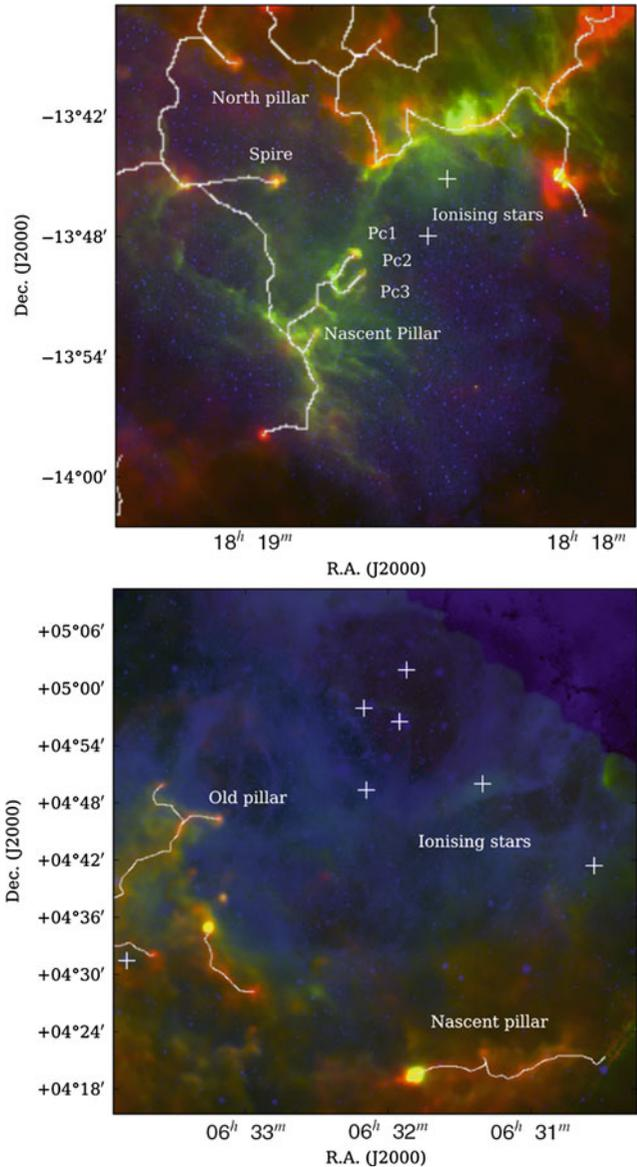 −13°42′
−13°48′
−13°54′
−14°00′
Dec. (J2000)
North pillar
Spire
Ionising stars
Pc1
Pc2
Pc3
Nascent Pillar
18ʰ 19ᵐ
18ʰ 18ᵐ
R.A. (J2000)
+05°06′
+05°00′
+04°54′
+04°48′
+04°42′
+04°36′
+04°30′
+04°24′
+04°18′
Dec. (J2000)
Old pillar
Ionising stars
Nascent pillar
06ʰ 33ᵐ
06ʰ 32ᵐ
06ʰ 31ᵐ
R.A. (J2000)